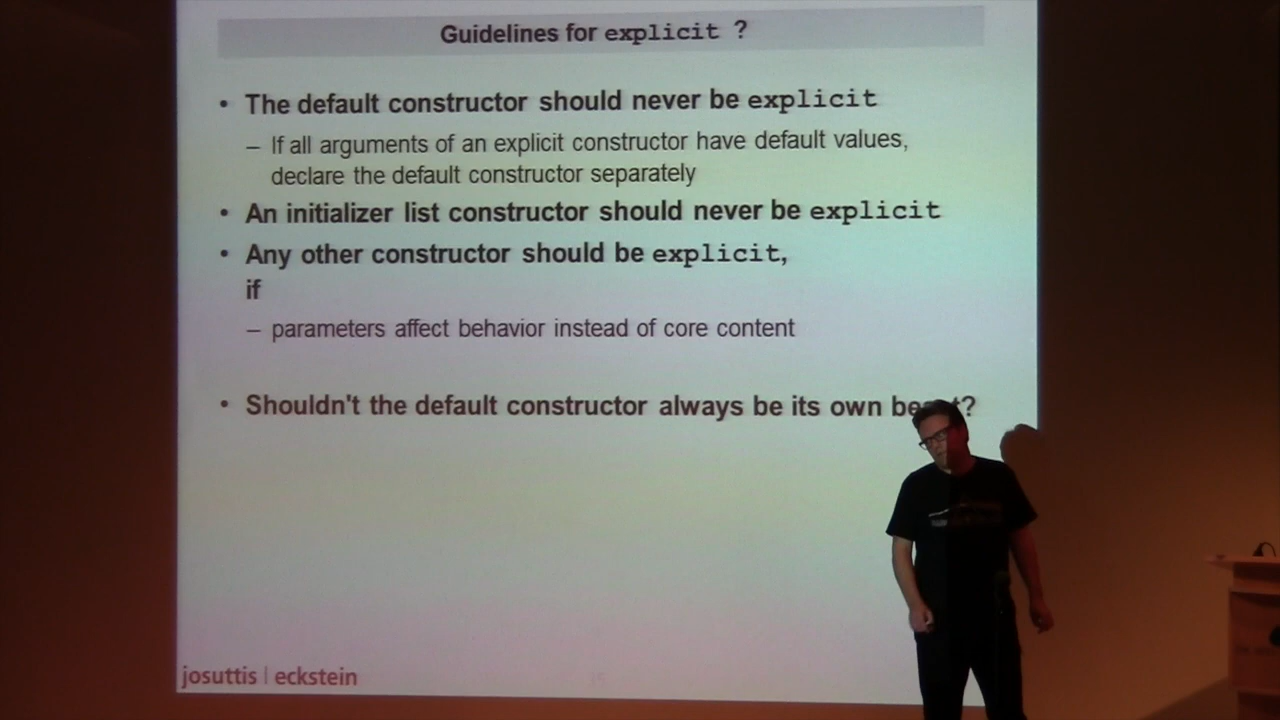 Guidelines for explicit ?
• The default constructor should never be explicit
– If all arguments of an explicit constructor have default values,
declare the default constructor separately
• An initializer list constructor should never be explicit
• Any other constructor should be explicit,
if
– parameters affect behavior instead of core content
• Shouldn't the default constructor always be its own
josuttis | eckstein
15